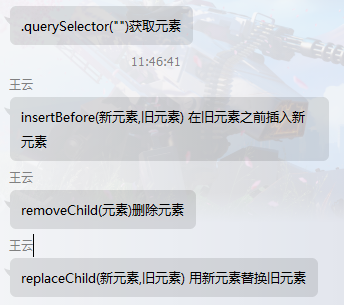 .querySelector("")获取元素
11:46:41
王云
insertBefore(新元素,旧元素) 在旧元素之前插入新
元素
王云
removeChild(元素)删除元素
王云
replaceChild(新元素,旧元素) 用新元素替换旧元素